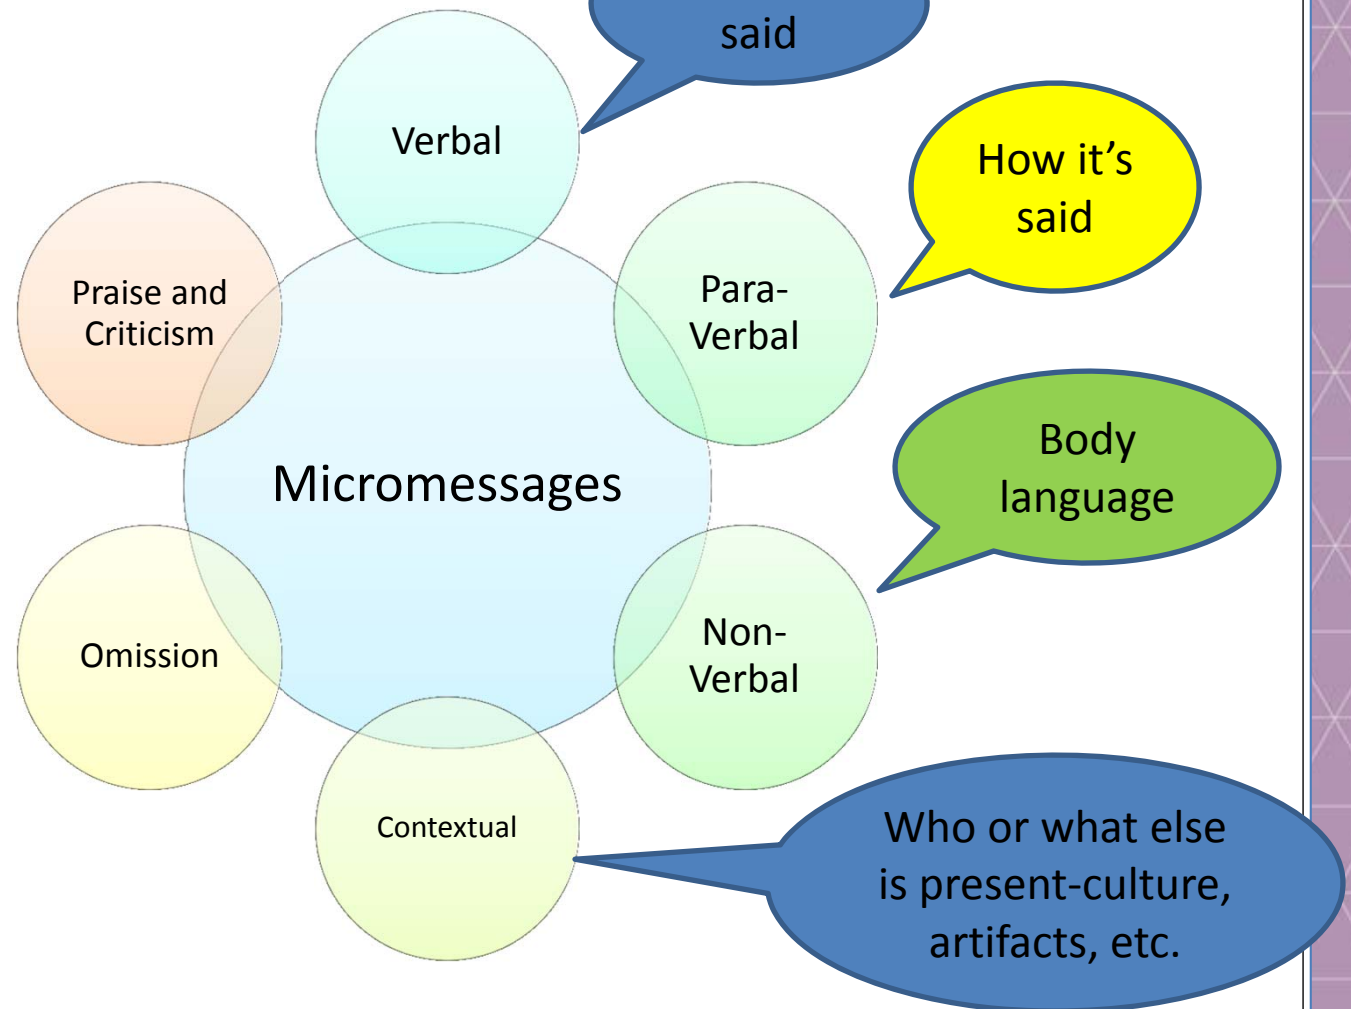 said
Verbal
How it’s
said
Praise and
Criticism
Para-
Verbal
Body
language
Micromessages
Omission
Non-
Verbal
Contextual
Who or what else
is present-culture,
artifacts, etc.